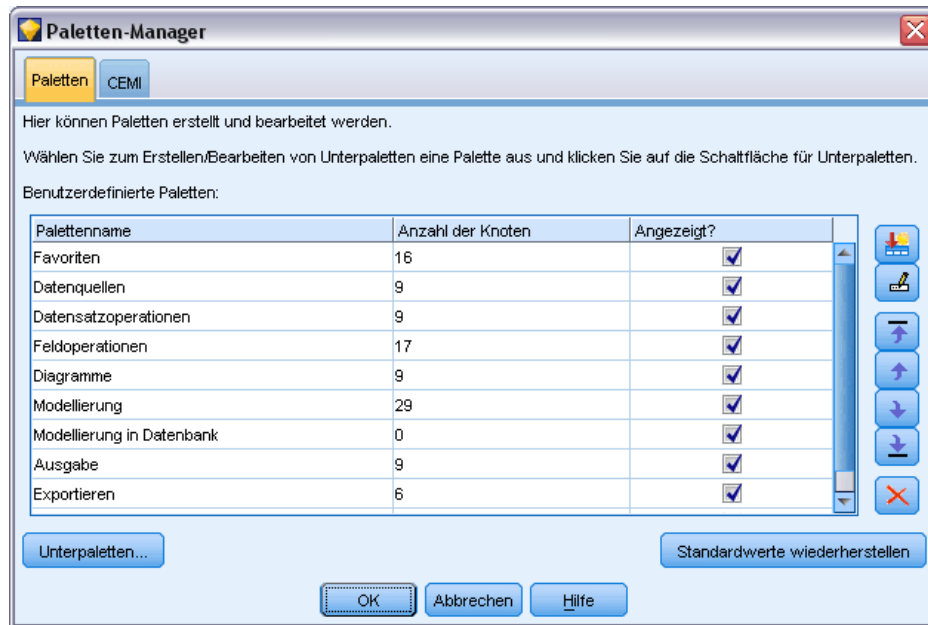 Paletten-Manager
Paletten CEMI
Hier können Paletten erstellt und bearbeitet werden.
Wählen Sie zum Erstellen/Bearbeiten von Unterpaletten eine Palette aus und klicken Sie auf die Schaltfläche für Unterpaletten.
Benutzerdefinierte Paletten:
Palettenname Anzahl der Knoten Angezeigt?
Favoriten 16
Datenquellen 9
Datensatzoperationen 9
Feldoperationen 17
Diagramme 9
Modellierung 29
Modellierung in Datenbank 0
Ausgabe 9
Exportieren 6
Unterpaletten... Standardwerte wiederherstellen
OK Abbrechen Hilfe